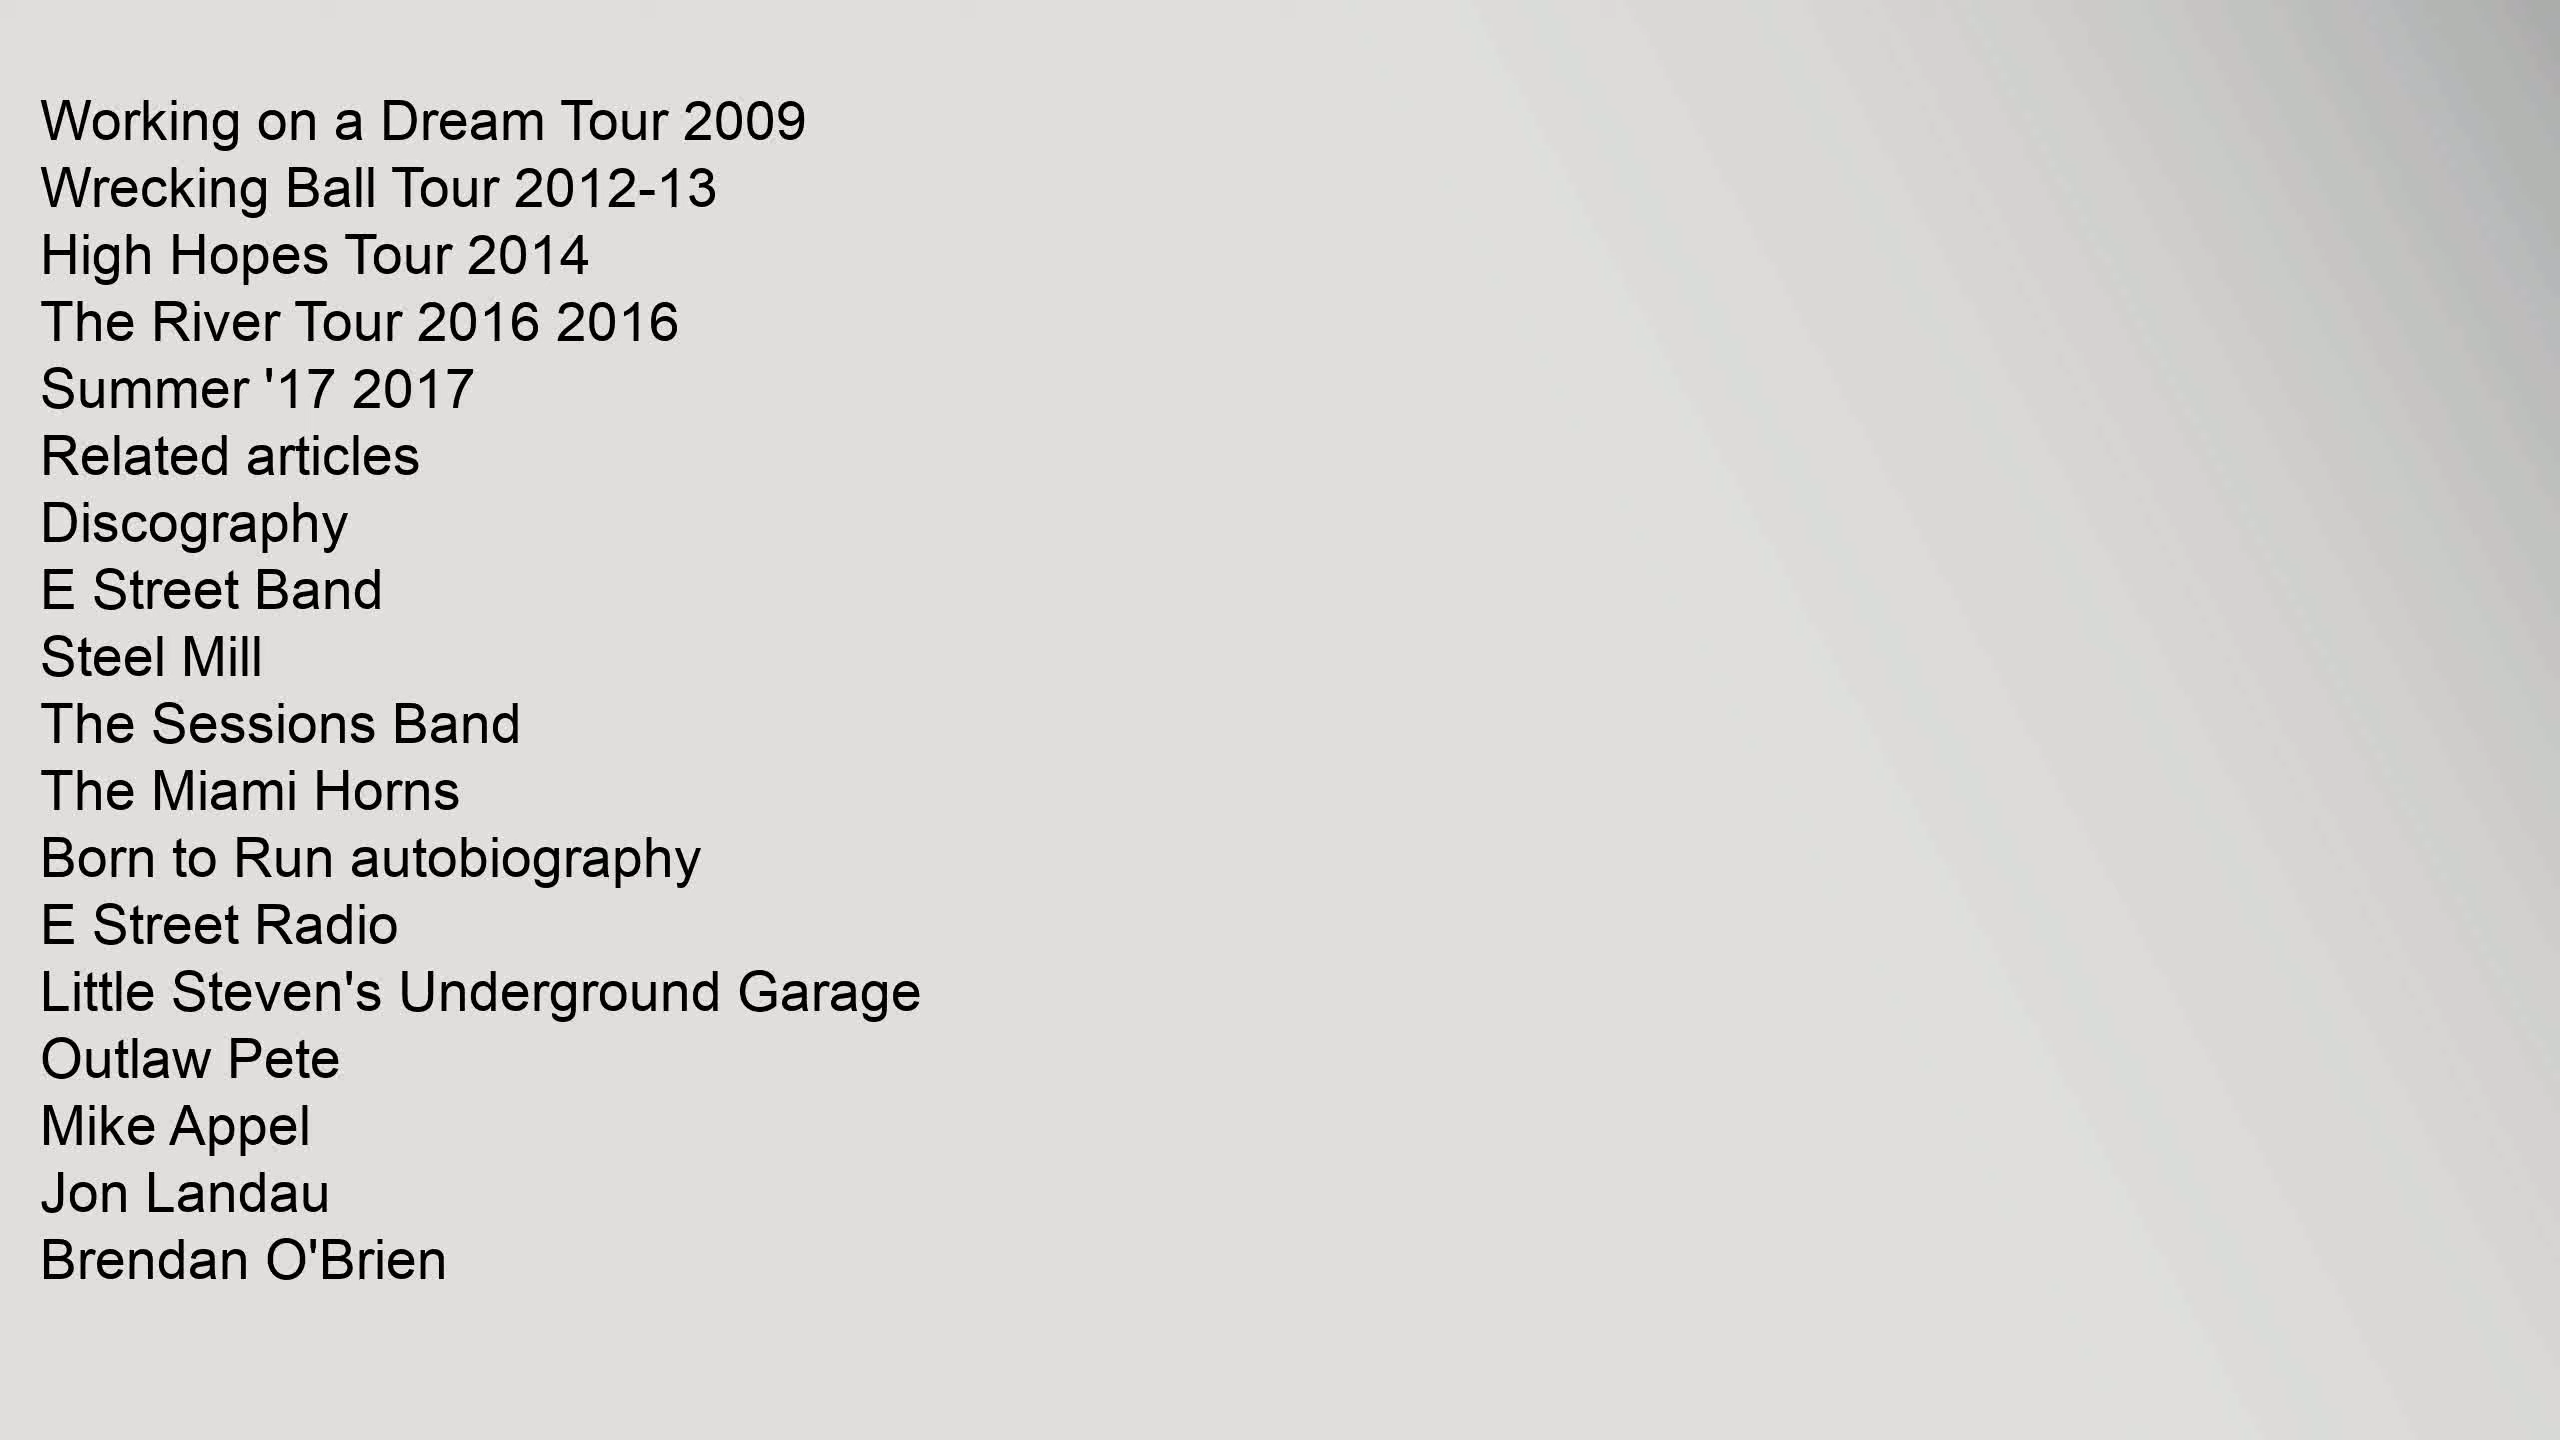 Working on a Dream Tour 2009
Wrecking Ball Tour 2012-13
High Hopes Tour 2014
The River Tour 2016 2016
Summer '17 2017
Related articles
Discography
E Street Band
Steel Mill
The Sessions Band
The Miami Horns
Born to Run autobiography
E Street Radio
Little Steven's Underground Garage
Outlaw Pete
Mike Appel
Jon Landau
Brendan O'Brien